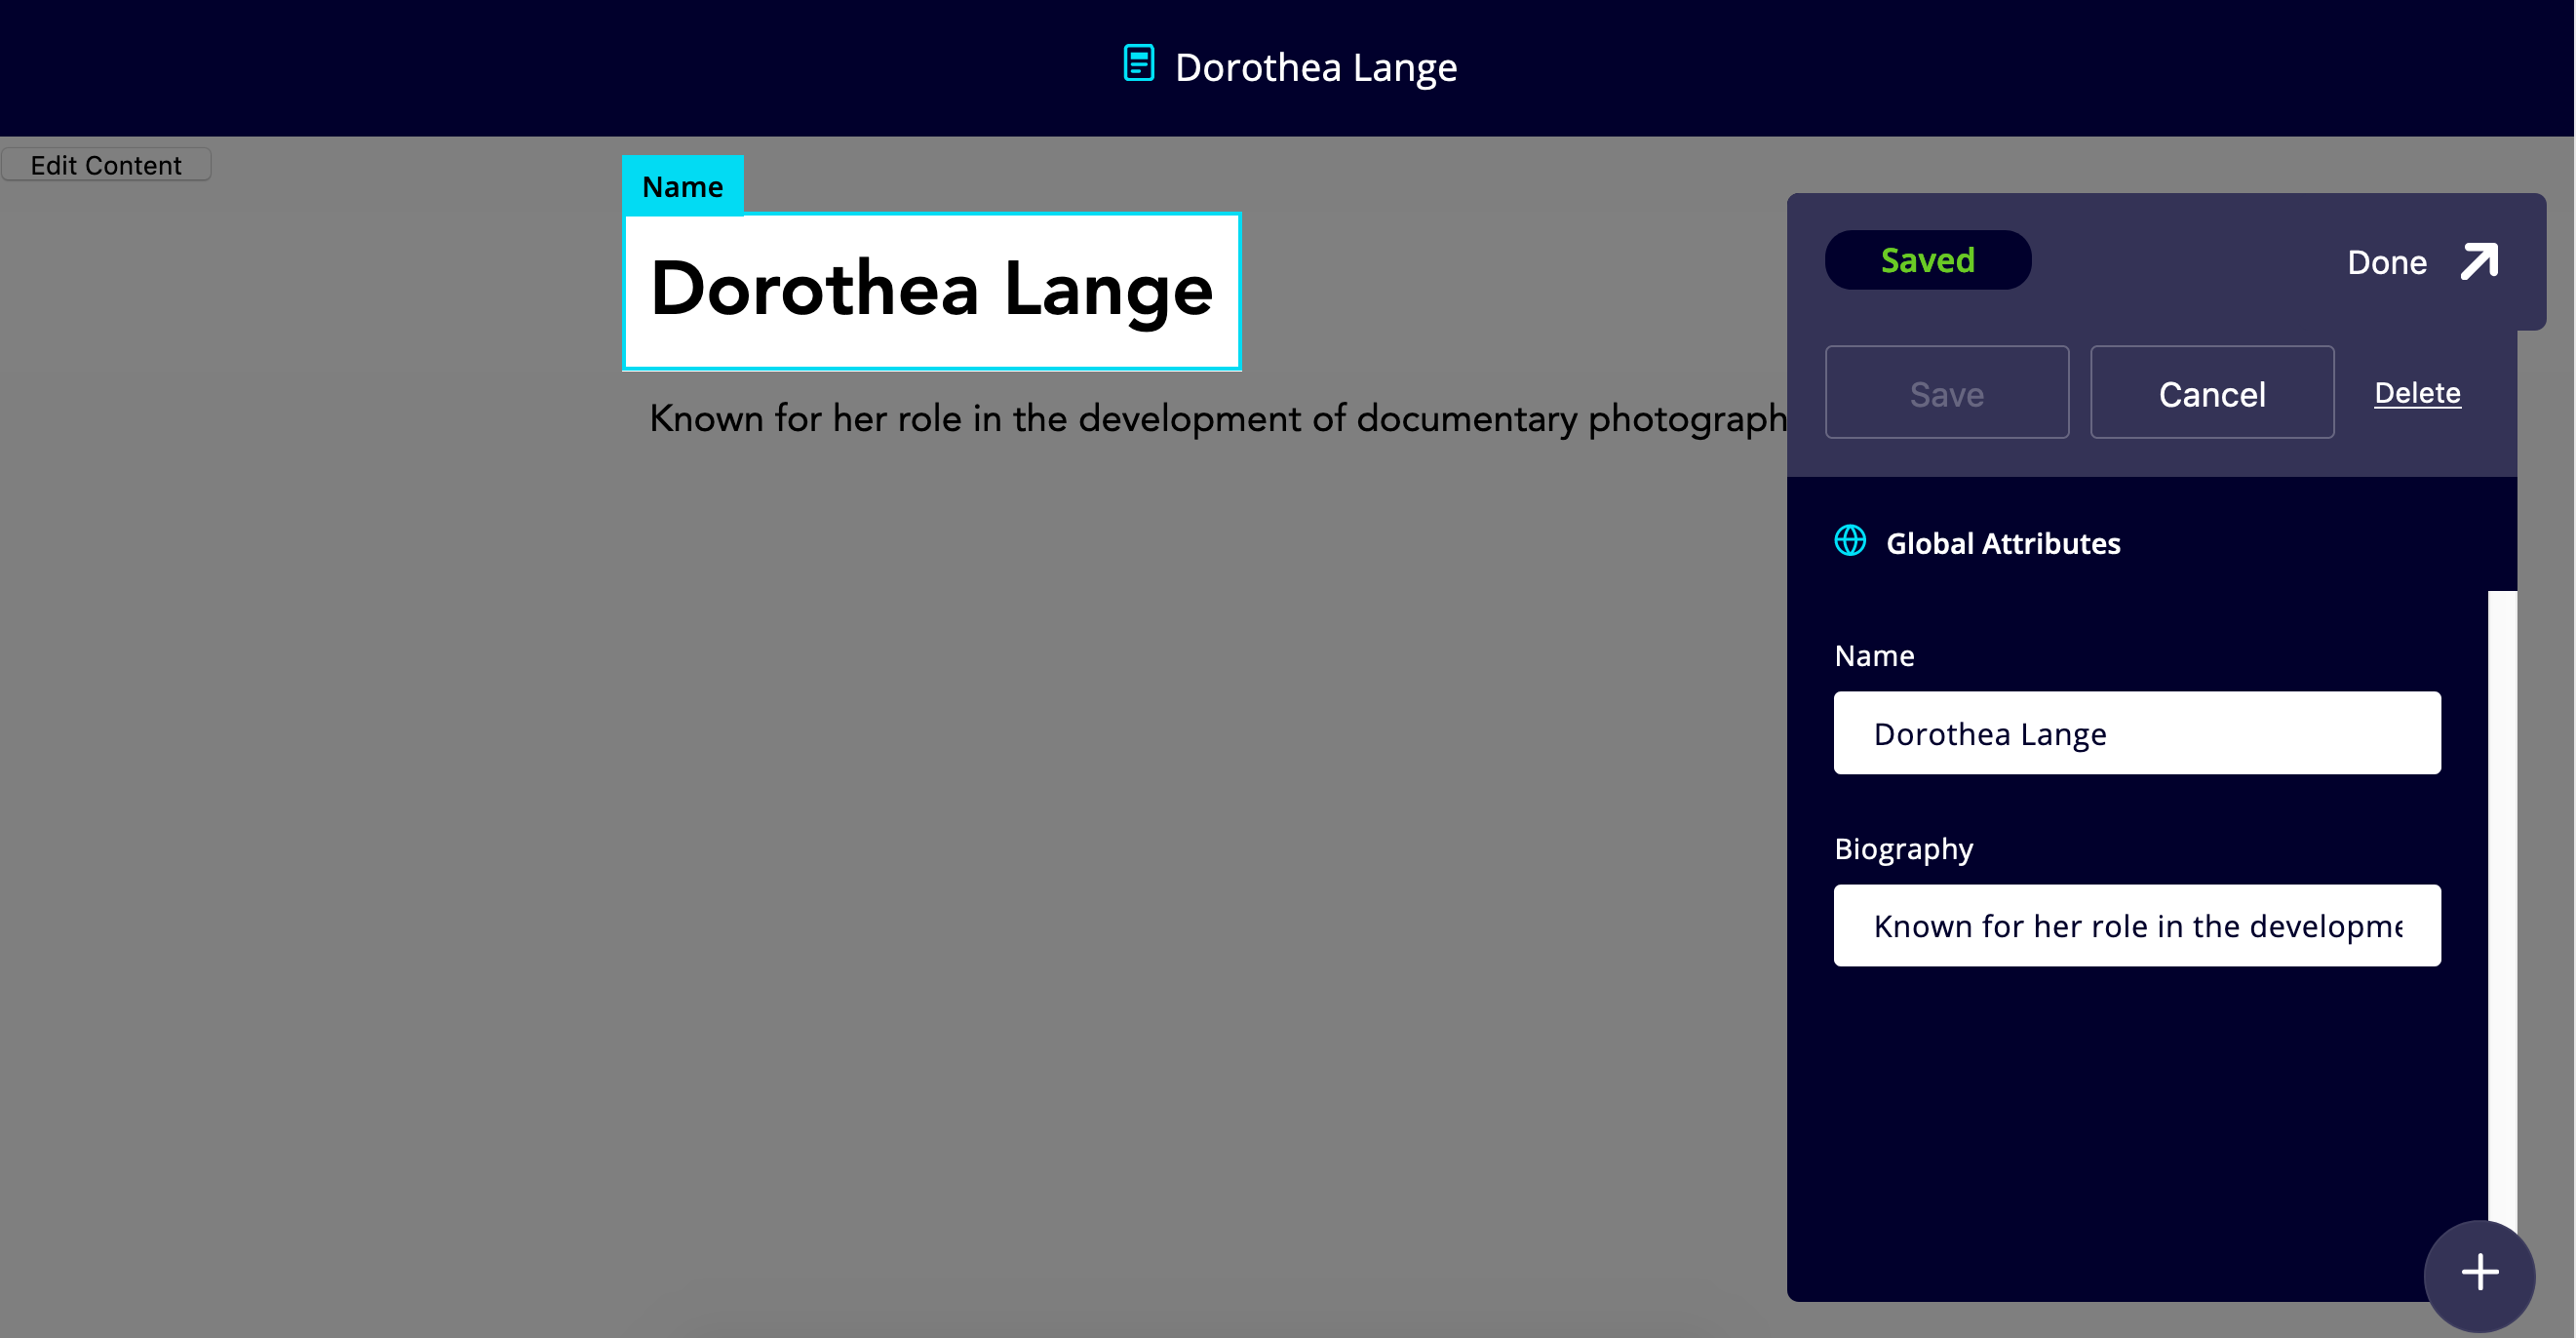 Dorothea Lange
Edit Content
Name
Dorothea Lange
Known for her role in the development of documentary photograph
Saved
Done
Save
Cancel
Delete
Global Attributes
Name
Dorothea Lange
Biography
Known for her role in the developme